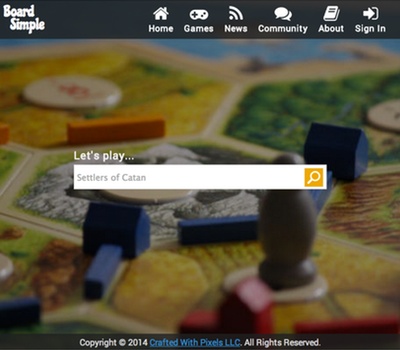 Board
Simple
Home Games News Community About Sign In
Let's play...
Settlers of Catan
Copyright © 2014 Crafted With Pixels LLC. All Rights Reserved.